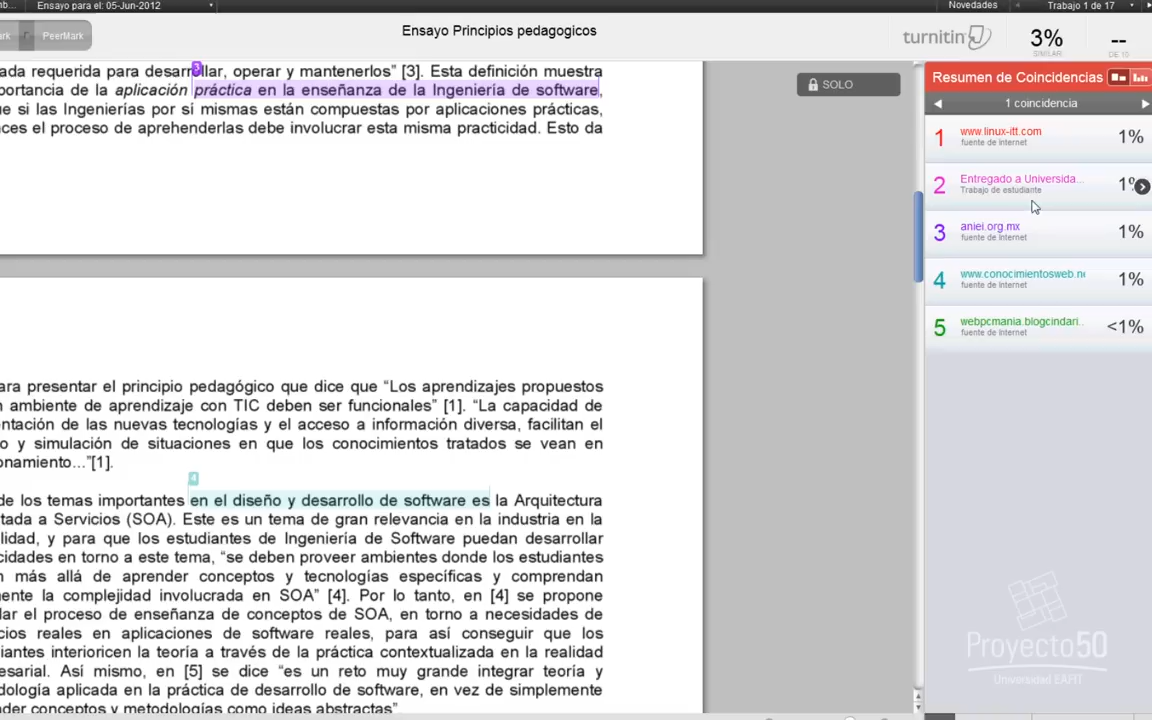 Ensayo para el: 05-Jun-2012
Novedades
Trabajo 1 de 17
PeerMark
Ensayo Principios pedagogicos
turnitin
3%
SIMILAR
--
DE 15
SOLO
ada requerida para desarrollar, operar y mantenerlos” [3]. Esta definición muestra
3
portancia de la aplicación práctica en la enseñanza de la Ingeniería de software,
ue si las Ingenierías por sí mismas están compuestas por aplicaciones prácticas,
nces el proceso de aprehenderlas debe involucrar esta misma practicidad. Esto da
ara presentar el principio pedagógico que dice que “Los aprendizajes propuestos
n ambiente de aprendizaje con TIC deben ser funcionales” [1]. “La capacidad de
entación de las nuevas tecnologías y el acceso a información diversa, facilitan el
o y simulación de situaciones en que los conocimientos tratados se vean en
onamiento...”[1].
4
de los temas importantes en el diseño y desarrollo de software es la Arquitectura
tada a Servicios (SOA). Este es un tema de gran relevancia en la industria en la
lidad, y para que los estudiantes de Ingeniería de Software puedan desarrollar
cidades en torno a este tema, “se deben proveer ambientes donde los estudiantes
n más allá de aprender conceptos y tecnologías específicas y comprendan
mente la complejidad involucrada en SOA” [4]. Por lo tanto, en [4] se propone
lar el proceso de enseñanza de conceptos de SOA, en torno a necesidades de
cios reales en aplicaciones de software reales, para así conseguir que los
iantes interioricen la teoría a través de la práctica contextualizada en la realidad
esarial. Así mismo, en [5] se dice “es un reto muy grande integrar teoría y
dología aplicada en la práctica de desarrollo de software, en vez de simplemente
nder conceptos y metodologías como ideas abstractas”.
Resumen de Coincidencias
1 coincidencia
1 www.linux-itt.com 1%
fuente de Internet
2 Entregado a Universida... 1%
Trabajo de estudiante
3 aniei.org.mx 1%
fuente de Internet
4 www.conocimientosweb.ne 1%
fuente de Internet
5 webpcmania.blogcindari... <1%
fuente de Internet
Proyecto50
Universidad EAFIT